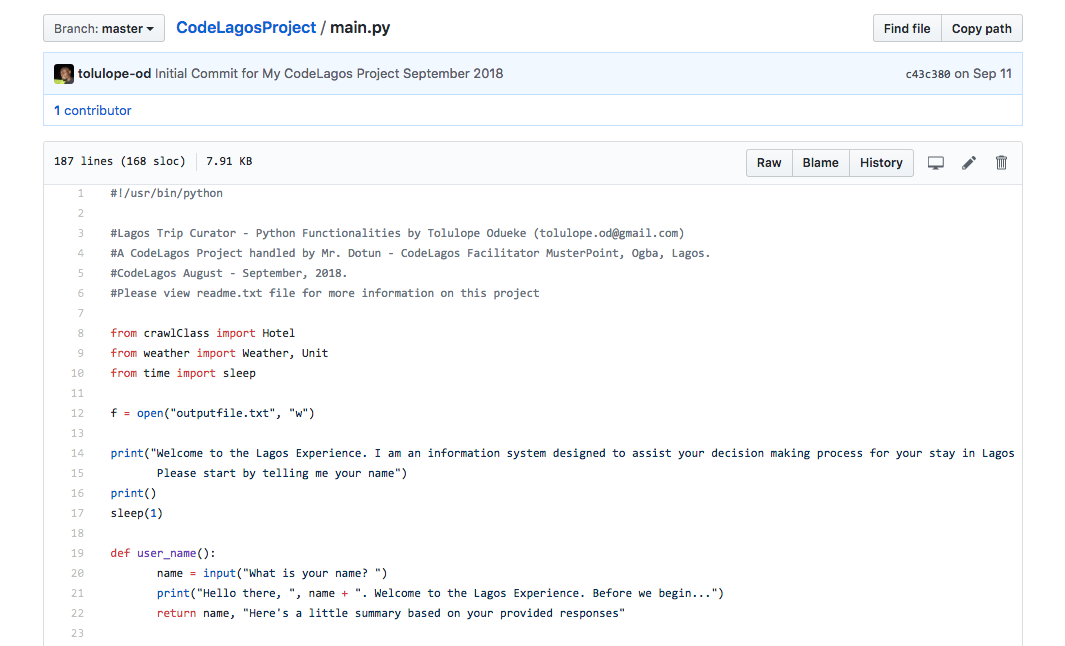 Branch: master CodeLagosProject / main.py Find file Copy path
tolulope-od Initial Commit for My CodeLagos Project September 2018 c43c380 on Sep 11
1 contributor
187 lines (168 sloc) 7.91 KB Raw Blame History
1 #!/usr/bin/python
2
3 #Lagos Trip Curator - Python Functionalities by Tolulope Odueke (tolulope.od@gmail.com)
4 #A CodeLagos Project handled by Mr. Dotun - CodeLagos Facilitator MusterPoint, Ogba, Lagos.
5 #CodeLagos August - September, 2018.
6 #Please view readme.txt file for more information on this project
7
8 from crawlClass import Hotel
9 from weather import Weather, Unit
10 from time import sleep
11
12 f = open("outputfile.txt", "w")
13
14 print("Welcome to the Lagos Experience. I am an information system designed to assist your decision making process for your stay in Lagos
15 Please start by telling me your name")
16 print()
17 sleep(1)
18
19 def user_name():
20 name = input("What is your name? ")
21 print("Hello there, ", name + ". Welcome to the Lagos Experience. Before we begin...")
22 return name, "Here's a little summary based on your provided responses"
23